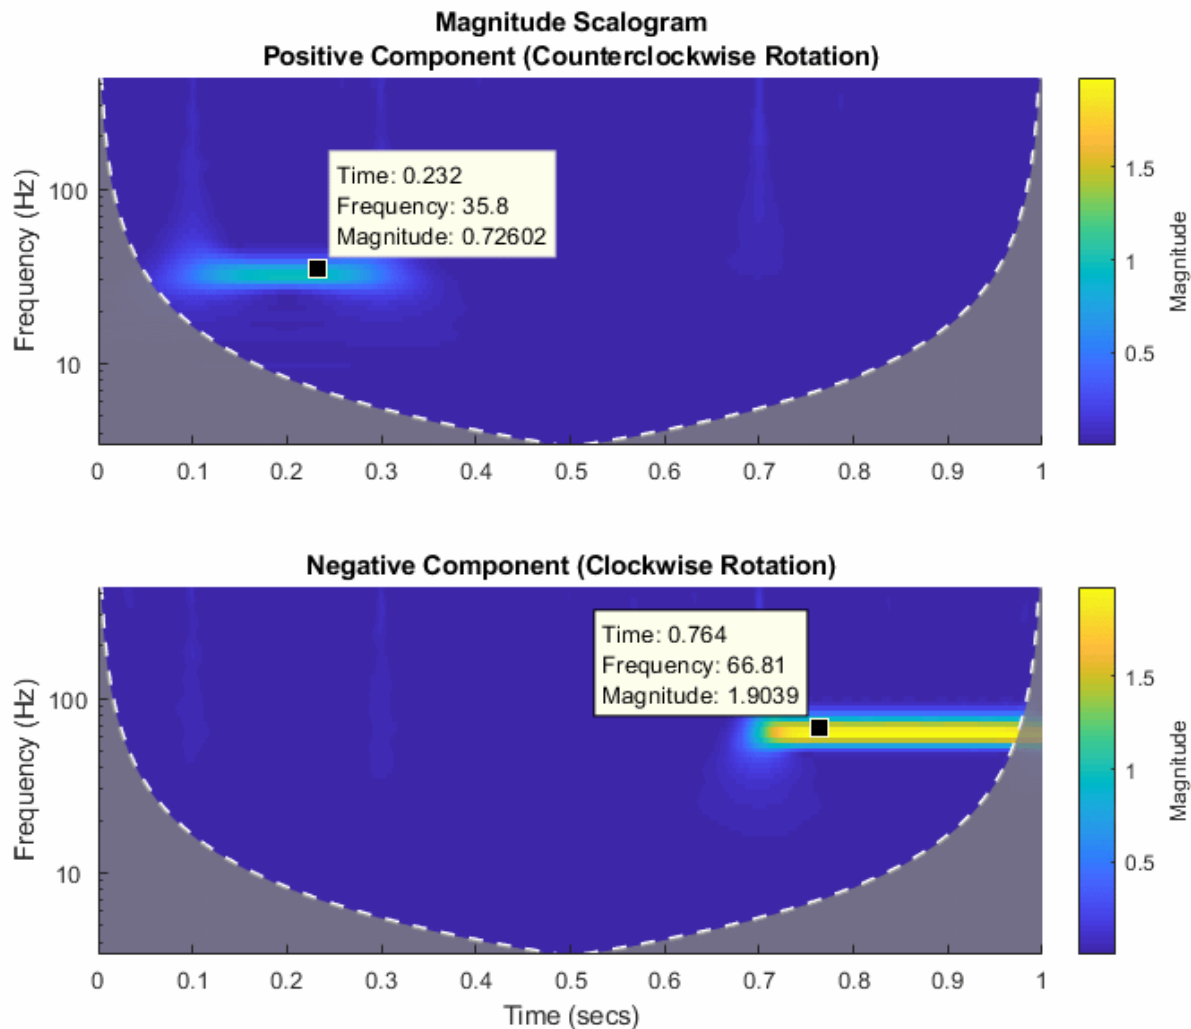 Magnitude Scalogram
Positive Component (Counterclockwise Rotation)
Frequency (Hz)
100
10
Time: 0.232
Frequency: 35.8
Magnitude: 0.72602
0 0.1 0.2 0.3 0.4 0.5 0.6 0.7 0.8 0.9 1
1.5
1
0.5
Magnitude
Negative Component (Clockwise Rotation)
Frequency (Hz)
100
10
Time: 0.764
Frequency: 66.81
Magnitude: 1.9039
0 0.1 0.2 0.3 0.4 0.5 0.6 0.7 0.8 0.9 1
Time (secs)
1.5
1
0.5
Magnitude